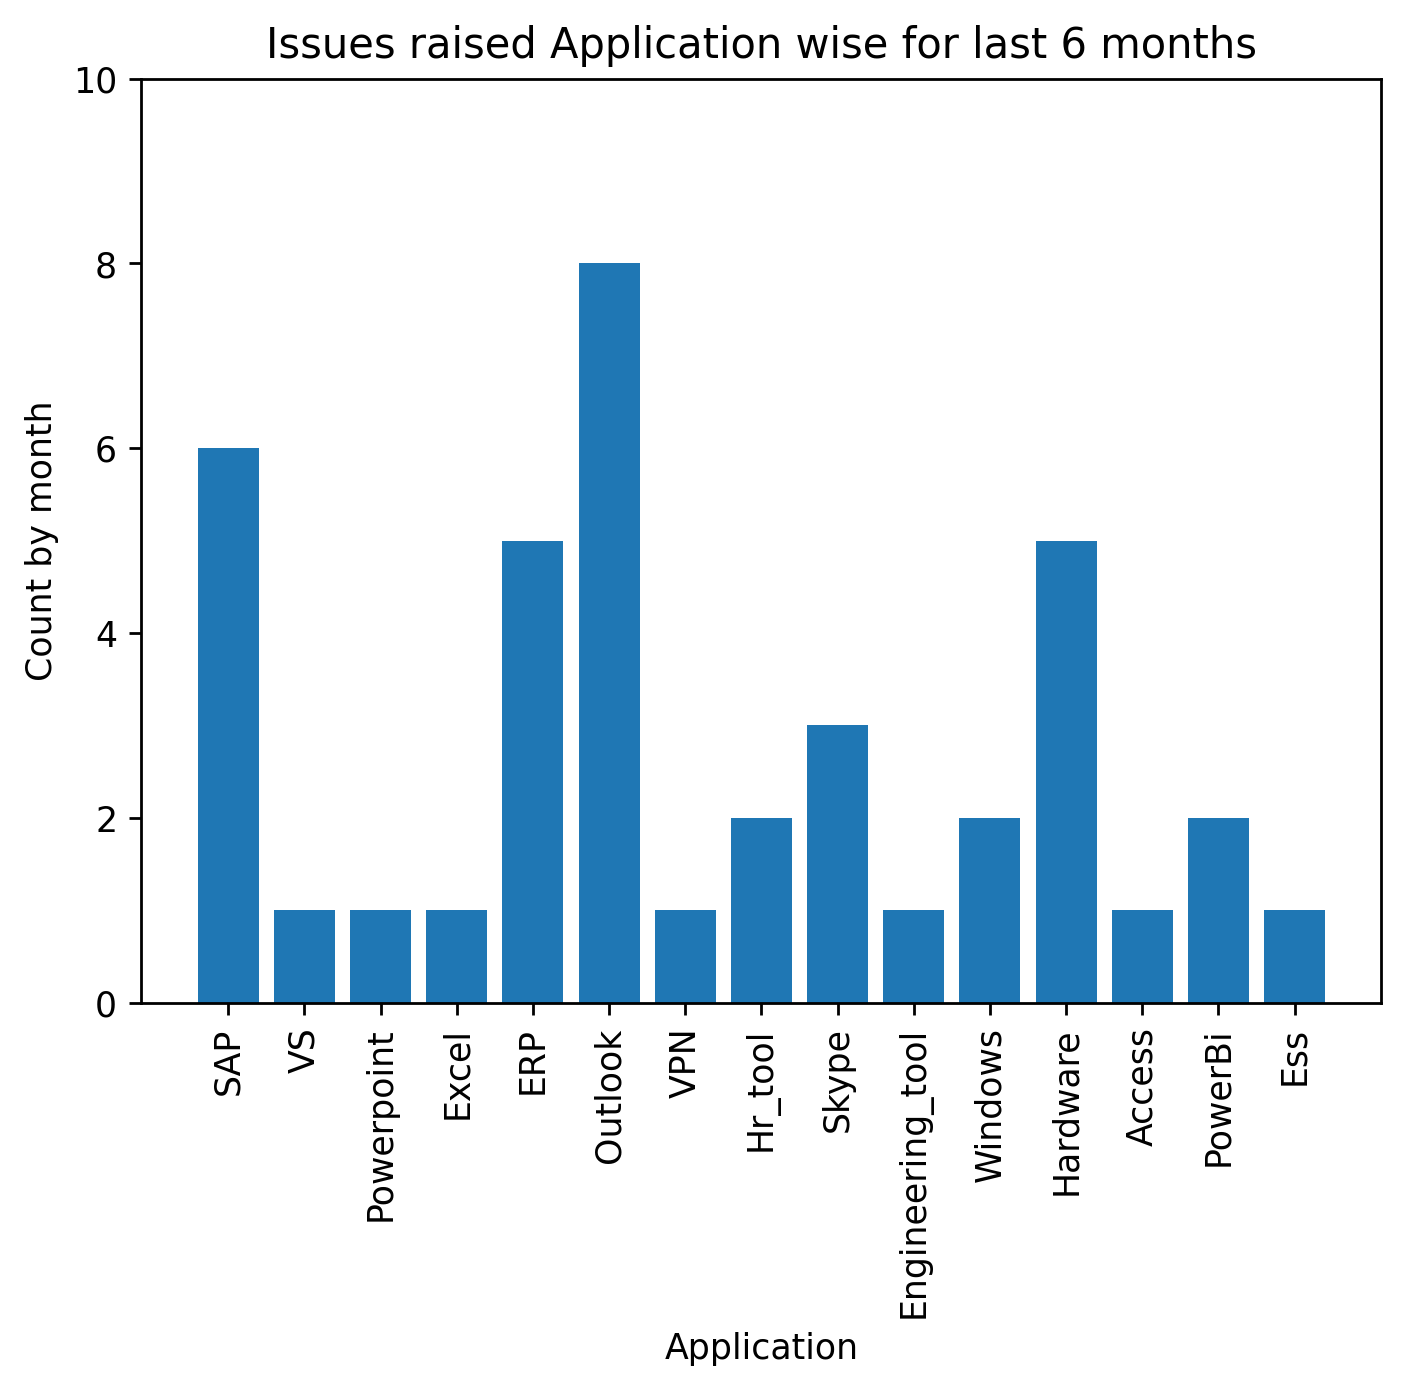 Issues raised Application wise for last 6 months
10
8
6
4
2
0
Count by month
SAP
VS
Powerpoint
Excel
ERP
Outlook
VPN
Hr_tool
Skype
Engineering_tool
Windows
Hardware
Access
PowerBi
Ess
Application